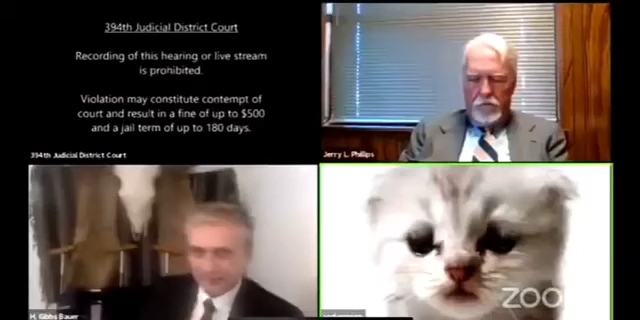 394th Judicial District Court
Recording of this hearing or live stream
is prohibited.
Violation may constitute contempt of
court and result in a fine of up to $500
and a jail term of up to 180 days.
394th Judicial District Court
Jerry L. Phillips
H. Gibbs Bauer
ZOO